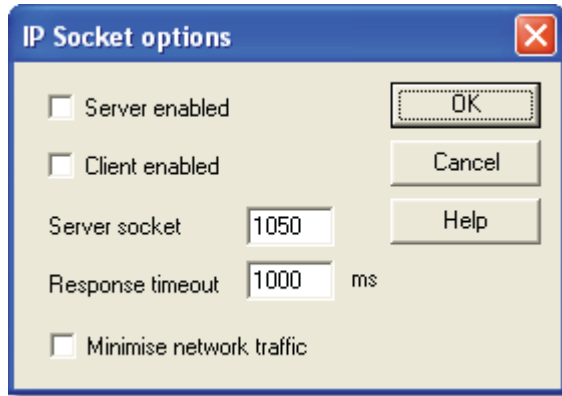 IP Socket options
Server enabled
OK
Client enabled
Cancel
Server socket 1050
Help
Response timeout 1000 ms
Minimise network traffic